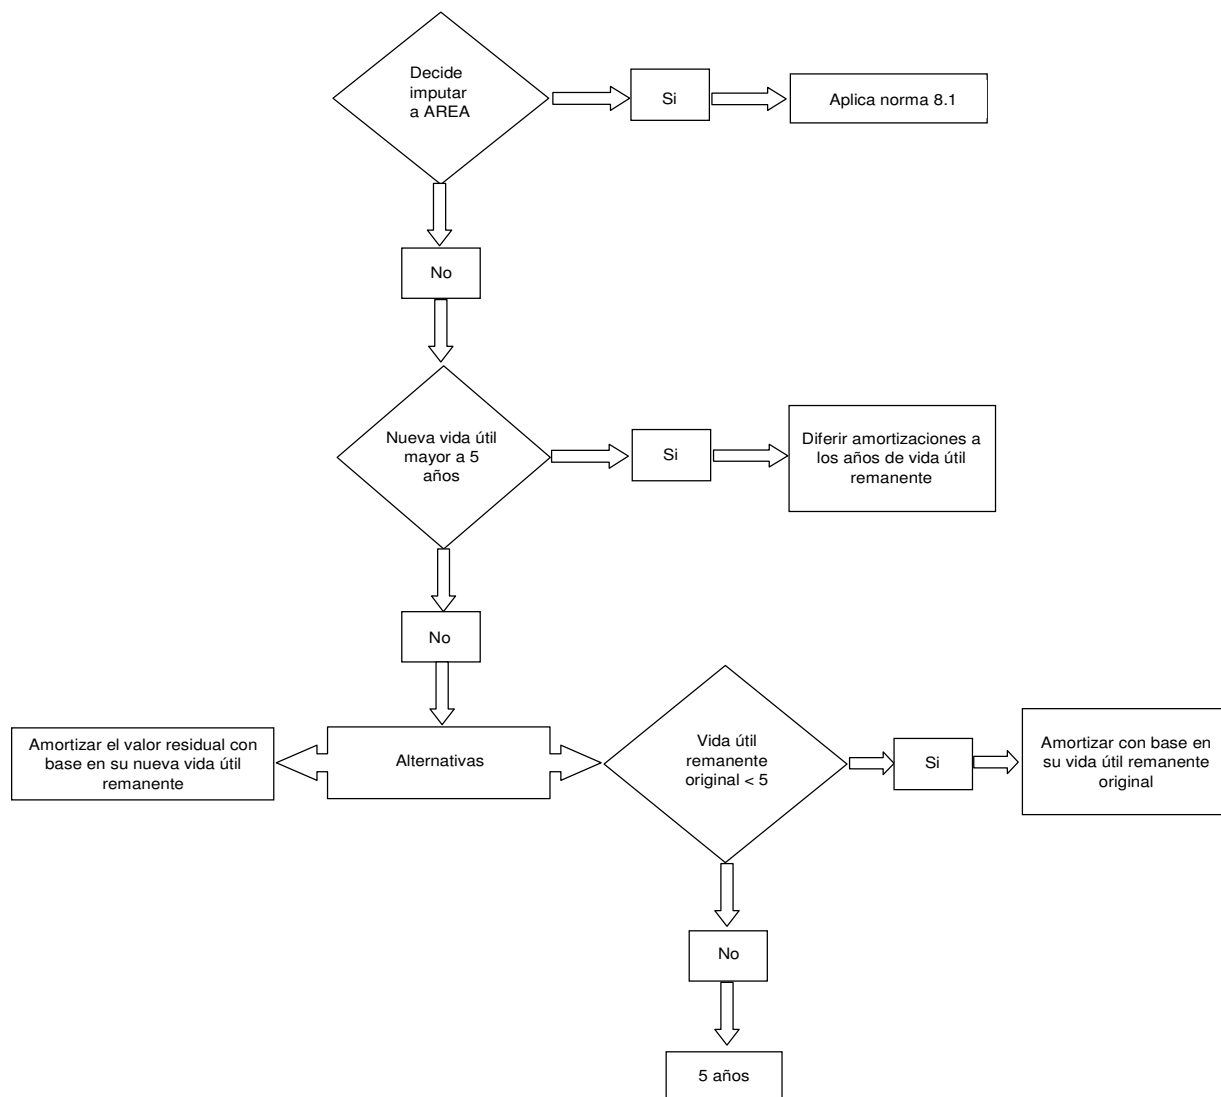 Decide
imputar
a AREA
Si
Aplica norma 8.1
No
Nueva vida útil
mayor a 5
años
Si
Diferir amortizaciones a
los años de vida útil
remanente
No
Amortizar el valor residual con
base en su nueva vida útil
remanente
Alternativas
Vida útil
remanente
original < 5
Si
Amortizar con base en
su vida útil remanente
original
No
5 años